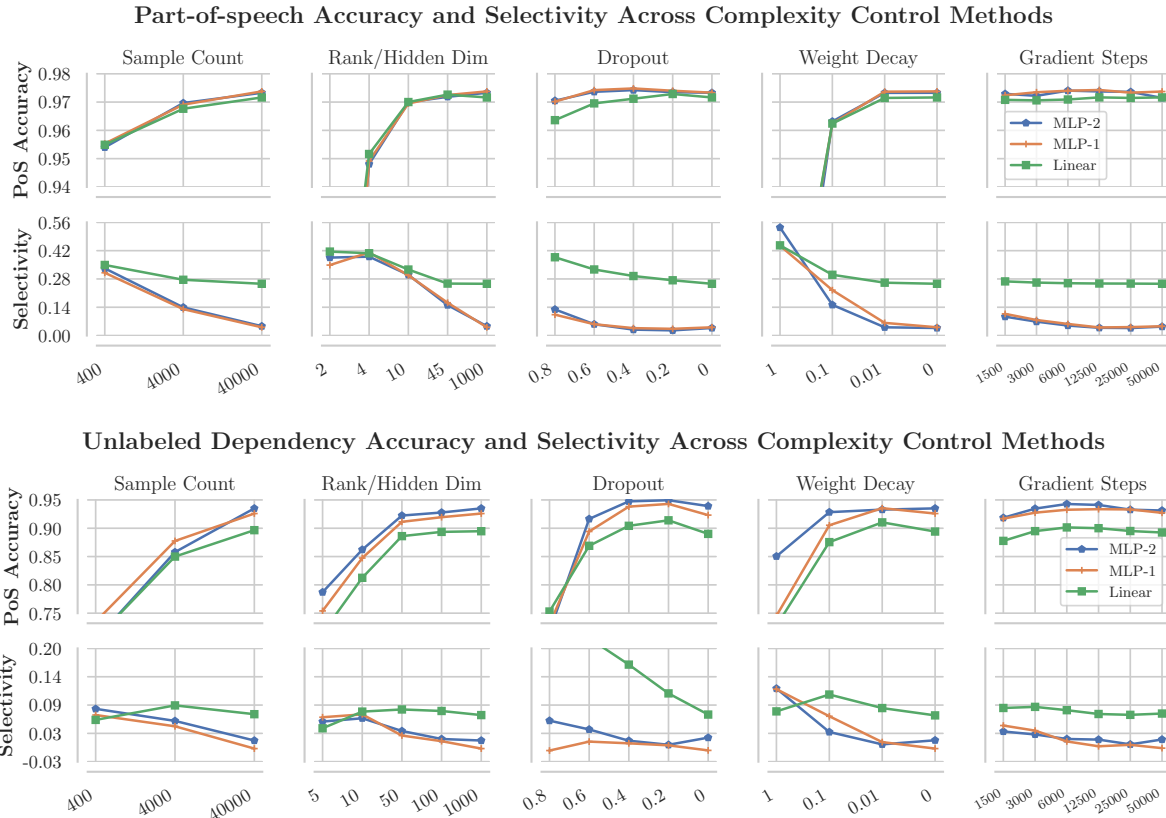 Part-of-speech Accuracy and Selectivity Across Complexity Control Methods
Sample Count Rank/Hidden Dim Dropout Weight Decay Gradient Steps
PoS Accuracy
0.98
0.97
0.96
0.95
0.94
MLP-2
MLP-1
Linear
Selectivity
0.56
0.42
0.28
0.14
0.00
400 4000 40000 2 4 10 45 1000 0.8 0.6 0.4 0.2 0 1 0.1 0.01 0 1500 3000 6000 12500 25000 50000
Unlabeled Dependency Accuracy and Selectivity Across Complexity Control Methods
Sample Count Rank/Hidden Dim Dropout Weight Decay Gradient Steps
PoS Accuracy
0.95
0.90
0.85
0.80
0.75
MLP-2
MLP-1
Linear
Selectivity
0.20
0.14
0.09
0.03
-0.03
400 4000 40000 5 10 50 100 1000 0.8 0.6 0.4 0.2 0 1 0.1 0.01 0 1500 3000 6000 12500 25000 50000